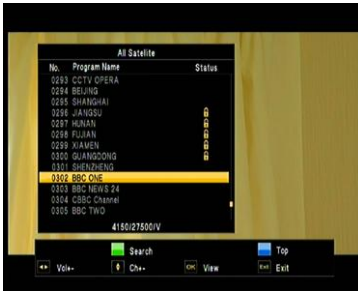 All Satellite
No. Program Name Status
0293 CCTV OPERA
0294 BEIJING
0295 SHANGHAI
0296 JIANGSU
0297 HUNAN
0298 FUJIAN
0299 XIAMEN
0300 GUANGDONG
0301 SHENZHENG
0302 BBC ONE
0303 BBC NEWS 24
0304 CBBC Channel
0305 BBC TWO
4150/27500/V
Search Top
Vol+- Ch+- OK View Exit Exit